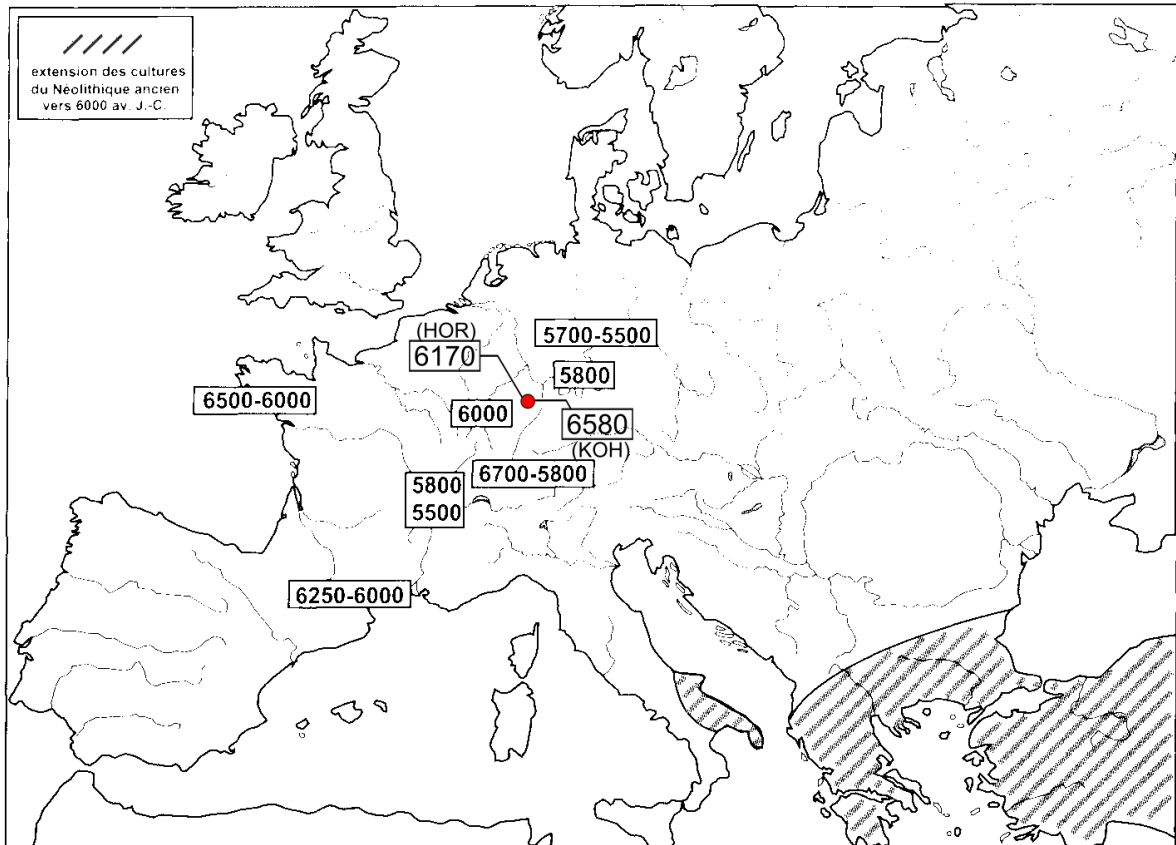 extension des cultures
du Néolithique ancien
vers 6000 av. J.-C.
(HOR)
6170
5700-5500
5800
6500-6000
6000
6580
(KOH)
6700-5800
5800
5500
6250-6000